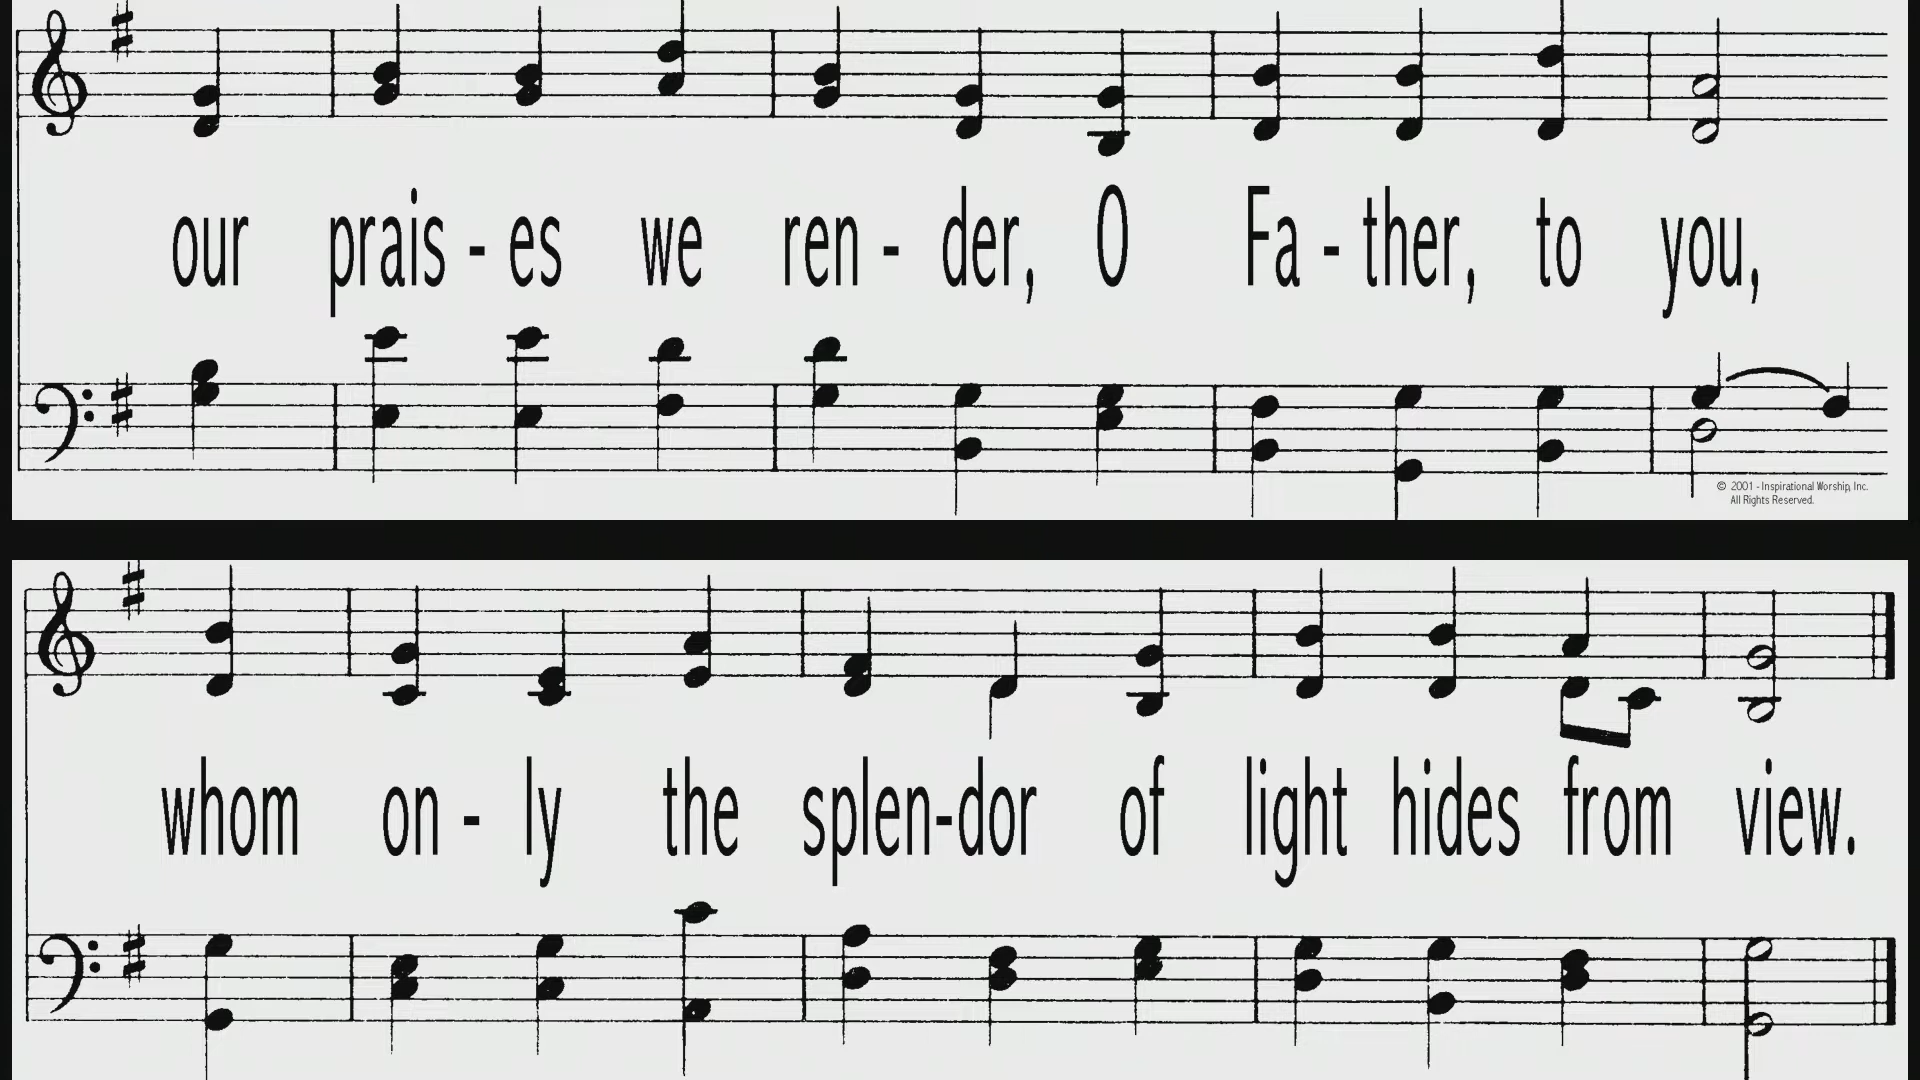 our prais - es we ren - der, O Fa - ther, to you,
© 2001 - Inspirational Worship, Inc.
All Rights Reserved.
whom on - ly the splen-dor of light hides from view.